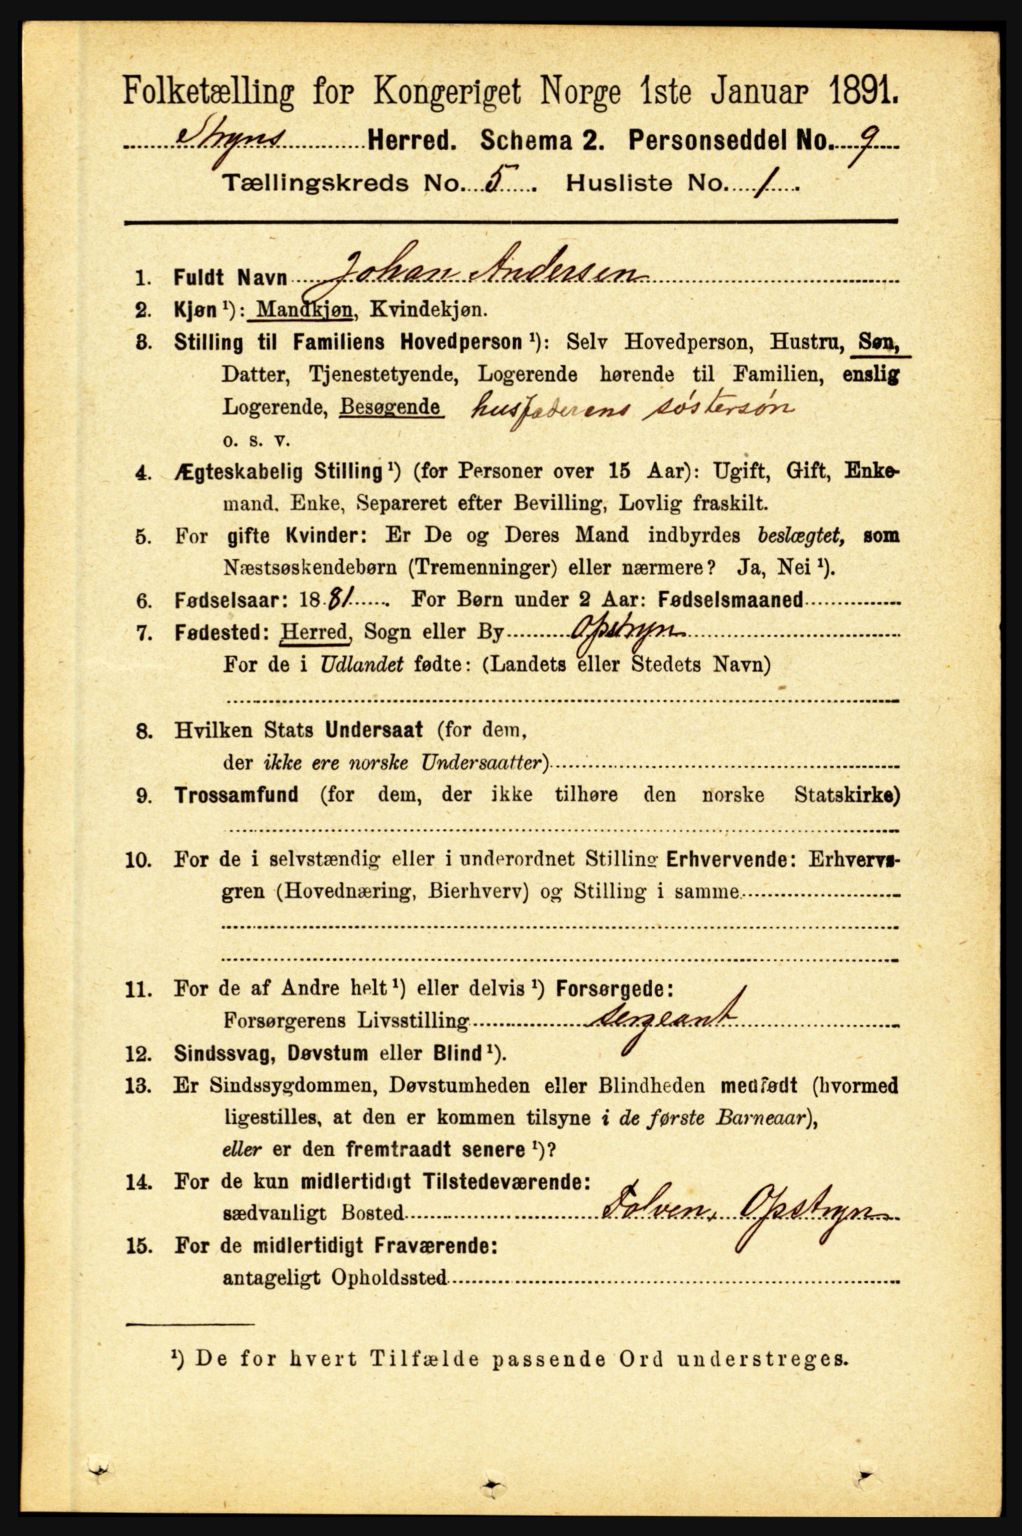 Folketælling for Kongeriget Norge 1ste Januar 1891.
Stryns Herred. Schema 2. Personseddel No. 9
Tællingskreds No. 5. Husliste No. 1.
1. Fuldt Navn Johan Andersen
2. Kjøn ¹): Mandkjøn, Kvindekjøn.
3. Stilling til Familiens Hovedperson ¹): Selv Hovedperson, Hustru, Søn,
Datter, Tjenestetyende, Logerende hørende til Familien, enslig
Logerende, Besøgende husfaderens søstersøn
o. s. v.
4. Ægteskabelig Stilling ¹) (for Personer over 15 Aar): Ugift, Gift, Enke-
mand, Enke, Separeret efter Bevilling, Lovlig fraskilt.
5. For gifte Kvinder: Er De og Deres Mand indbyrdes beslægtet, som
Næstsøskendebørn (Tremenninger) eller nærmere? Ja, Nei ¹).
6. Fødselsaar: 1881. For Børn under 2 Aar: Fødselsmaaned
7. Fødested: Herred, Sogn eller By Opstryn
For de i Udlandet fødte: (Landets eller Stedets Navn)
8. Hvilken Stats Undersaat (for dem,
der ikke ere norske Undersaatter)
9. Trossamfund (for dem, der ikke tilhøre den norske Statskirke)
10. For de i selvstændig eller i underordnet Stilling Erhvervende: Erhvervs-
gren (Hovednæring, Bierhverv) og Stilling i samme
11. For de af Andre helt ¹) eller delvis ¹) Forsørgede:
Forsørgerens Livsstilling sergeant
12. Sindssvag, Døvstum eller Blind ¹).
13. Er Sindssygdommen, Døvstumheden eller Blindheden medfødt (hvormed
ligestilles, at den er kommen tilsyne i de første Barneaar),
eller er den fremtraadt senere ¹)?
14. For de kun midlertidigt Tilstedeværende:
sædvanligt Bosted Folven, Opstryn
15. For de midlertidigt Fraværende:
antageligt Opholdssted
¹) De for hvert Tilfælde passende Ord understreges.